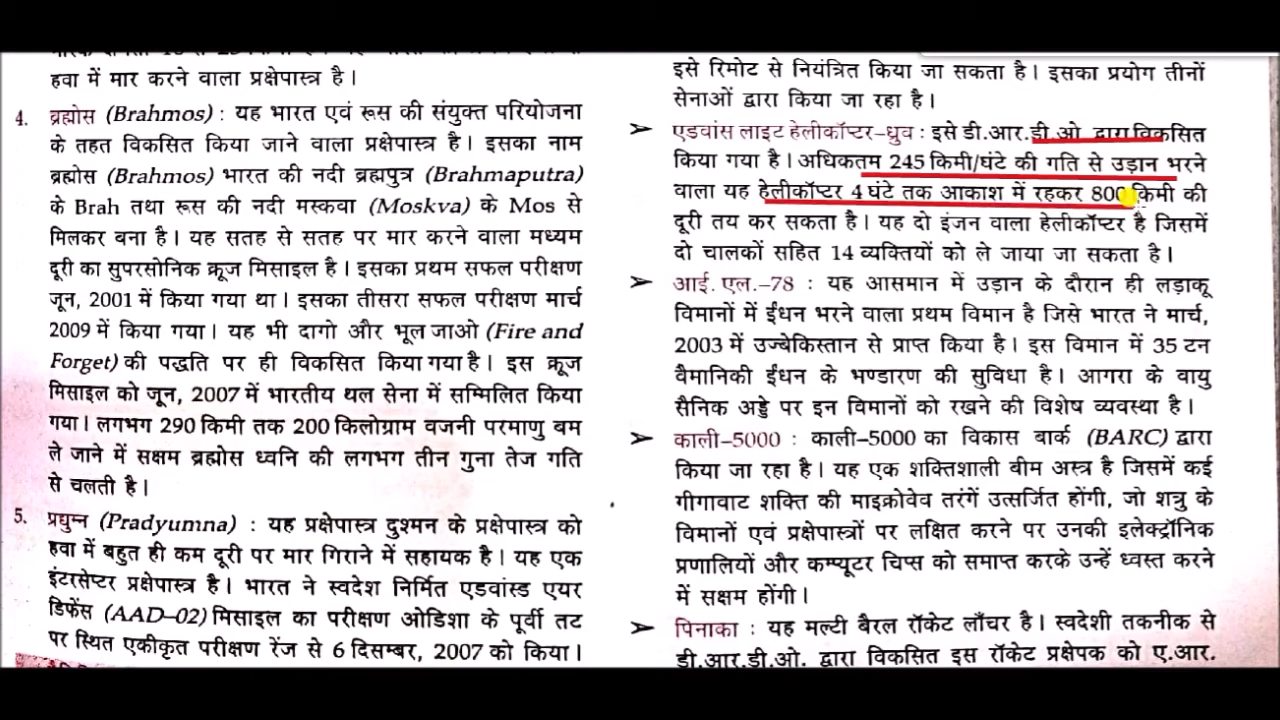 हवा में मार करने वाला प्रक्षेपास्त्र है।
4. ब्रह्मोस (Brahmos) : यह भारत एवं रूस की संयुक्त परियोजना
के तहत विकसित किया जाने वाला प्रक्षेपास्त्र है। इसका नाम
ब्रह्मोस (Brahmos) भारत की नदी ब्रह्मपुत्र (Brahmaputra)
के Brah तथा रूस की नदी मस्कवा (Moskva) के Mos से
मिलकर बना है। यह सतह से सतह पर मार करने वाला मध्यम
दूरी का सुपरसोनिक क्रूज मिसाइल है। इसका प्रथम सफल परीक्षण
जून, 2001 में किया गया था। इसका तीसरा सफल परीक्षण मार्च
2009 में किया गया। यह भी दागो और भूल जाओ (Fire and
Forget) की पद्धति पर ही विकसित किया गया है। इस क्रूज
मिसाइल को जून, 2007 में भारतीय थल सेना में सम्मिलित किया
गया। लगभग 290 किमी तक 200 किलोग्राम वजनी परमाणु बम
ले जाने में सक्षम ब्रह्मोस ध्वनि की लगभग तीन गुना तेज गति
से चलती है।
5. प्रद्युम्न (Pradyumna) : यह प्रक्षेपास्त्र दुश्मन के प्रक्षेपास्त्र को
हवा में बहुत ही कम दूरी पर मार गिराने में सहायक है। यह एक
इंटरसेप्टर प्रक्षेपास्त्र है। भारत ने स्वदेश निर्मित एडवांस्ड एयर
डिफेंस (AAD–02) मिसाइल का परीक्षण ओडिशा के पूर्वी तट
पर स्थित एकीकृत परीक्षण रेंज से 6 दिसम्बर, 2007 को किया।
इसे रिमोट से नियंत्रित किया जा सकता है। इसका प्रयोग तीनों
सेनाओं द्वारा किया जा रहा है।
➤ एडवांस लाइट हेलीकॉप्टर–ध्रुव : इसे डी.आर.डी.ओ. द्वारा विकसित
किया गया है। अधिकतम 245 किमी/घंटे की गति से उड़ान भरने
वाला यह हेलीकॉप्टर 4 घंटे तक आकाश में रहकर 800 किमी की
दूरी तय कर सकता है। यह दो इंजन वाला हेलीकॉप्टर है जिसमें
दो चालकों सहित 14 व्यक्तियों को ले जाया जा सकता है।
➤ आई. एल.–78 : यह आसमान में उड़ान के दौरान ही लड़ाकू
विमानों में ईंधन भरने वाला प्रथम विमान है जिसे भारत ने मार्च,
2003 में उज्बेकिस्तान से प्राप्त किया है। इस विमान में 35 टन
वैमानिकी ईंधन के भण्डारण की सुविधा है। आगरा के वायु
सैनिक अड्डे पर इन विमानों को रखने की विशेष व्यवस्था है।
➤ काली–5000 : काली–5000 का विकास बार्क (BARC) द्वारा
किया जा रहा है। यह एक शक्तिशाली बीम अस्त्र है जिसमें कई
गीगावाट शक्ति की माइक्रोवेव तरंगें उत्सर्जित होंगी, जो शत्रु के
विमानों एवं प्रक्षेपास्त्रों पर लक्षित करने पर उनकी इलेक्ट्रॉनिक
प्रणालियों और कम्प्यूटर चिप्स को समाप्त करके उन्हें ध्वस्त करने
में सक्षम होंगी।
➤ पिनाका : यह मल्टी बैरल रॉकेट लाँचर है। स्वदेशी तकनीक से
डी.आर.डी.ओ. द्वारा विकसित इस रॉकेट प्रक्षेपक को ए.आर.